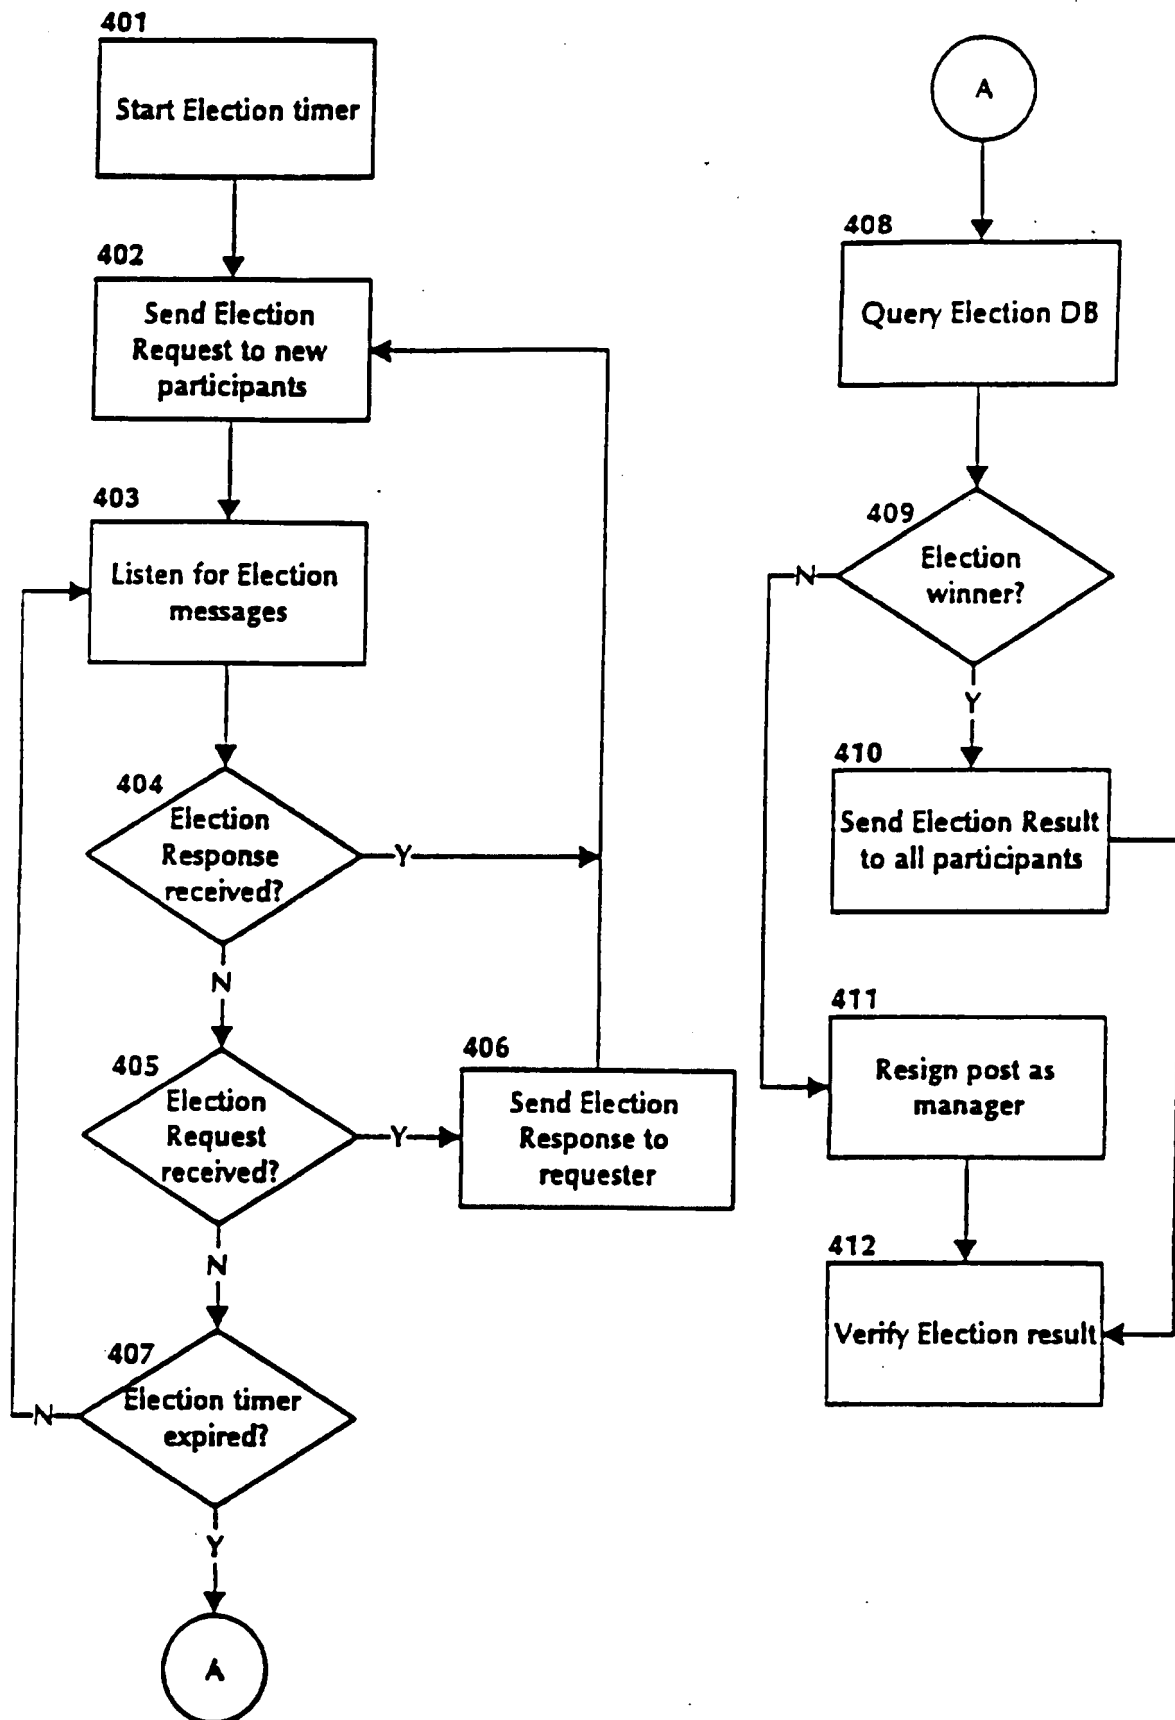 401
Start Election timer
402
Send Election
Request to new
participants
403
Listen for Election
messages
404
Election
Response
received?
Y
N
405
Election
Request
received?
Y
406
Send Election
Response to
requester
N
407
Election timer
expired?
N
Y
A
A
408
Query Election DB
409
Election
winner?
N
Y
410
Send Election Result
to all participants
411
Resign post as
manager
412
Verify Election result